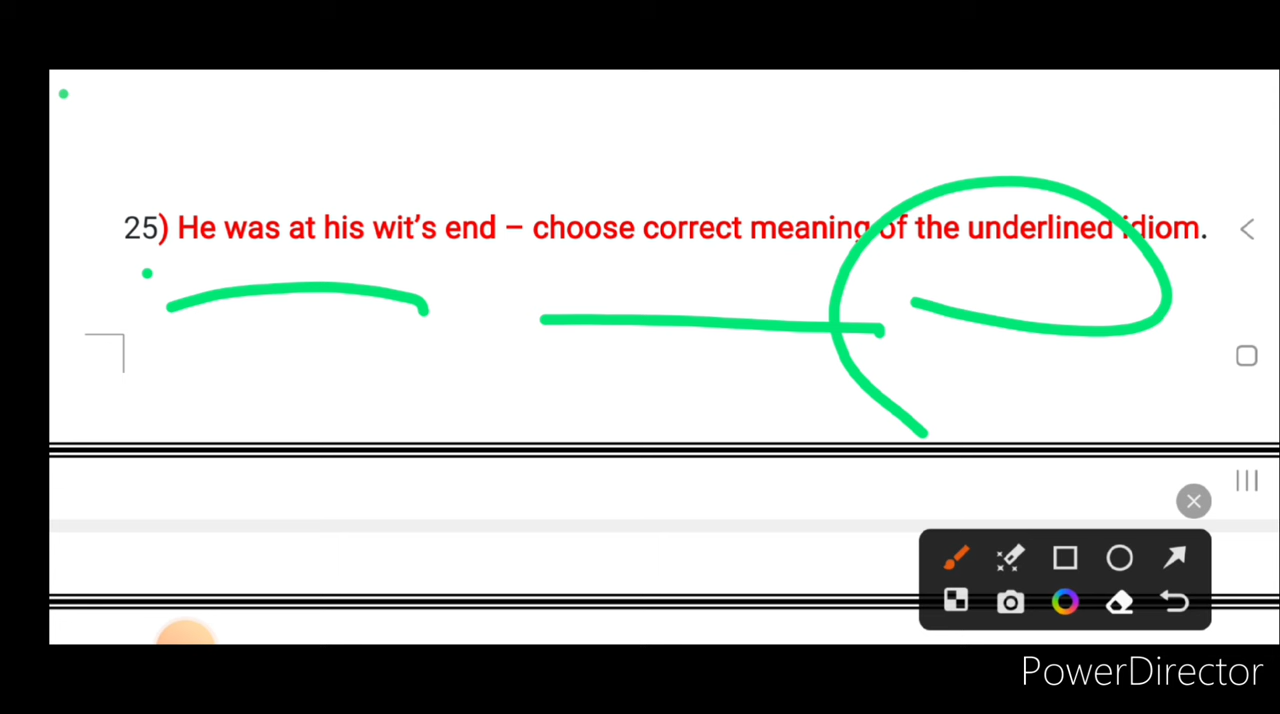 25) He was at his wit’s end – choose correct meaning of the underlined idiom.
PowerDirector